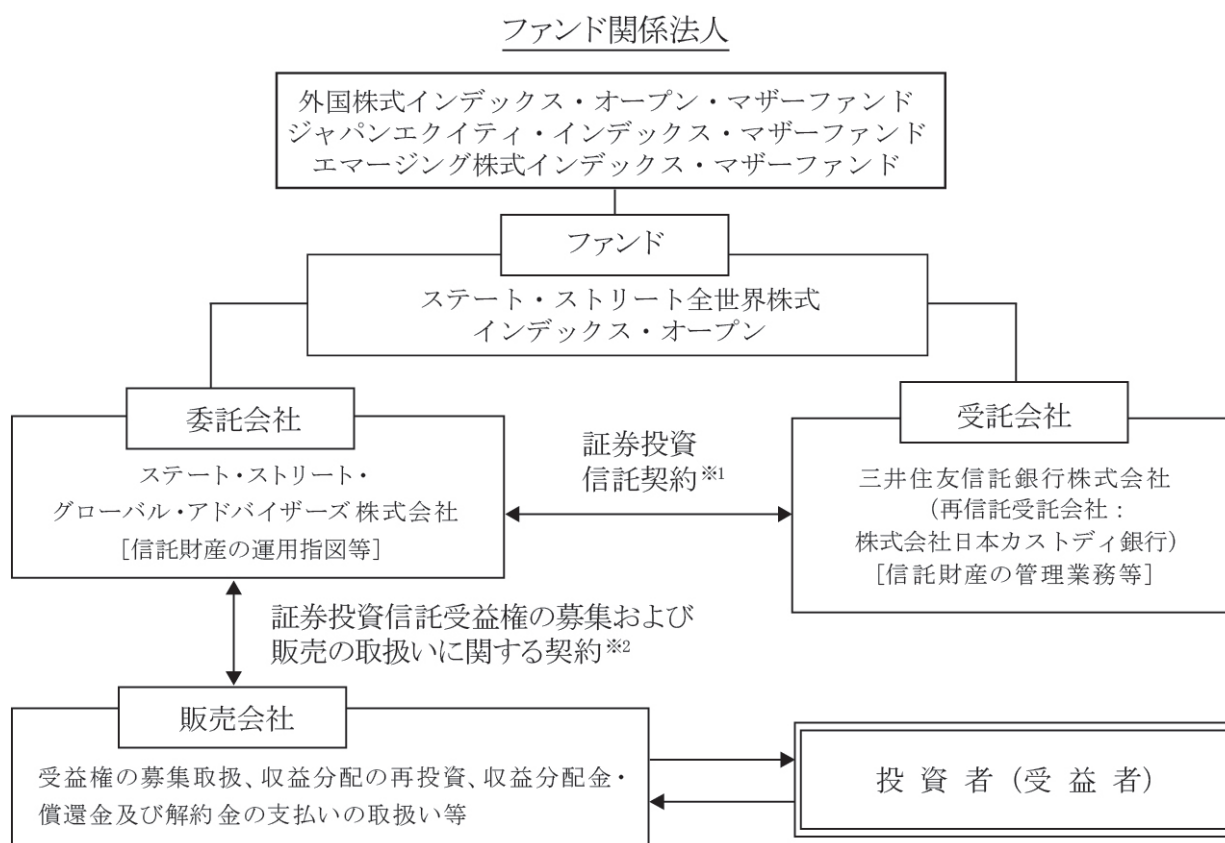 ファンド関係法人
外国株式インデックス・オープン・マザーファンド
ジャパンエクイティ・インデックス・マザーファンド
エマージング株式インデックス・マザーファンド
ファンド
ステート・ストリート全世界株式
インデックス・オープン
委託会社
ステート・ストリート・
グローバル・アドバイザーズ株式会社
[信託財産の運用指図等]
証券投資
信託契約※1
受託会社
三井住友信託銀行株式会社
(再信託受託会社:
株式会社日本カストディ銀行)
[信託財産の管理業務等]
証券投資信託受益権の募集および
販売の取扱いに関する契約※2
販売会社
受益権の募集取扱、収益分配の再投資、収益分配金・
償還金及び解約金の支払いの取扱い等
投資者(受益者)